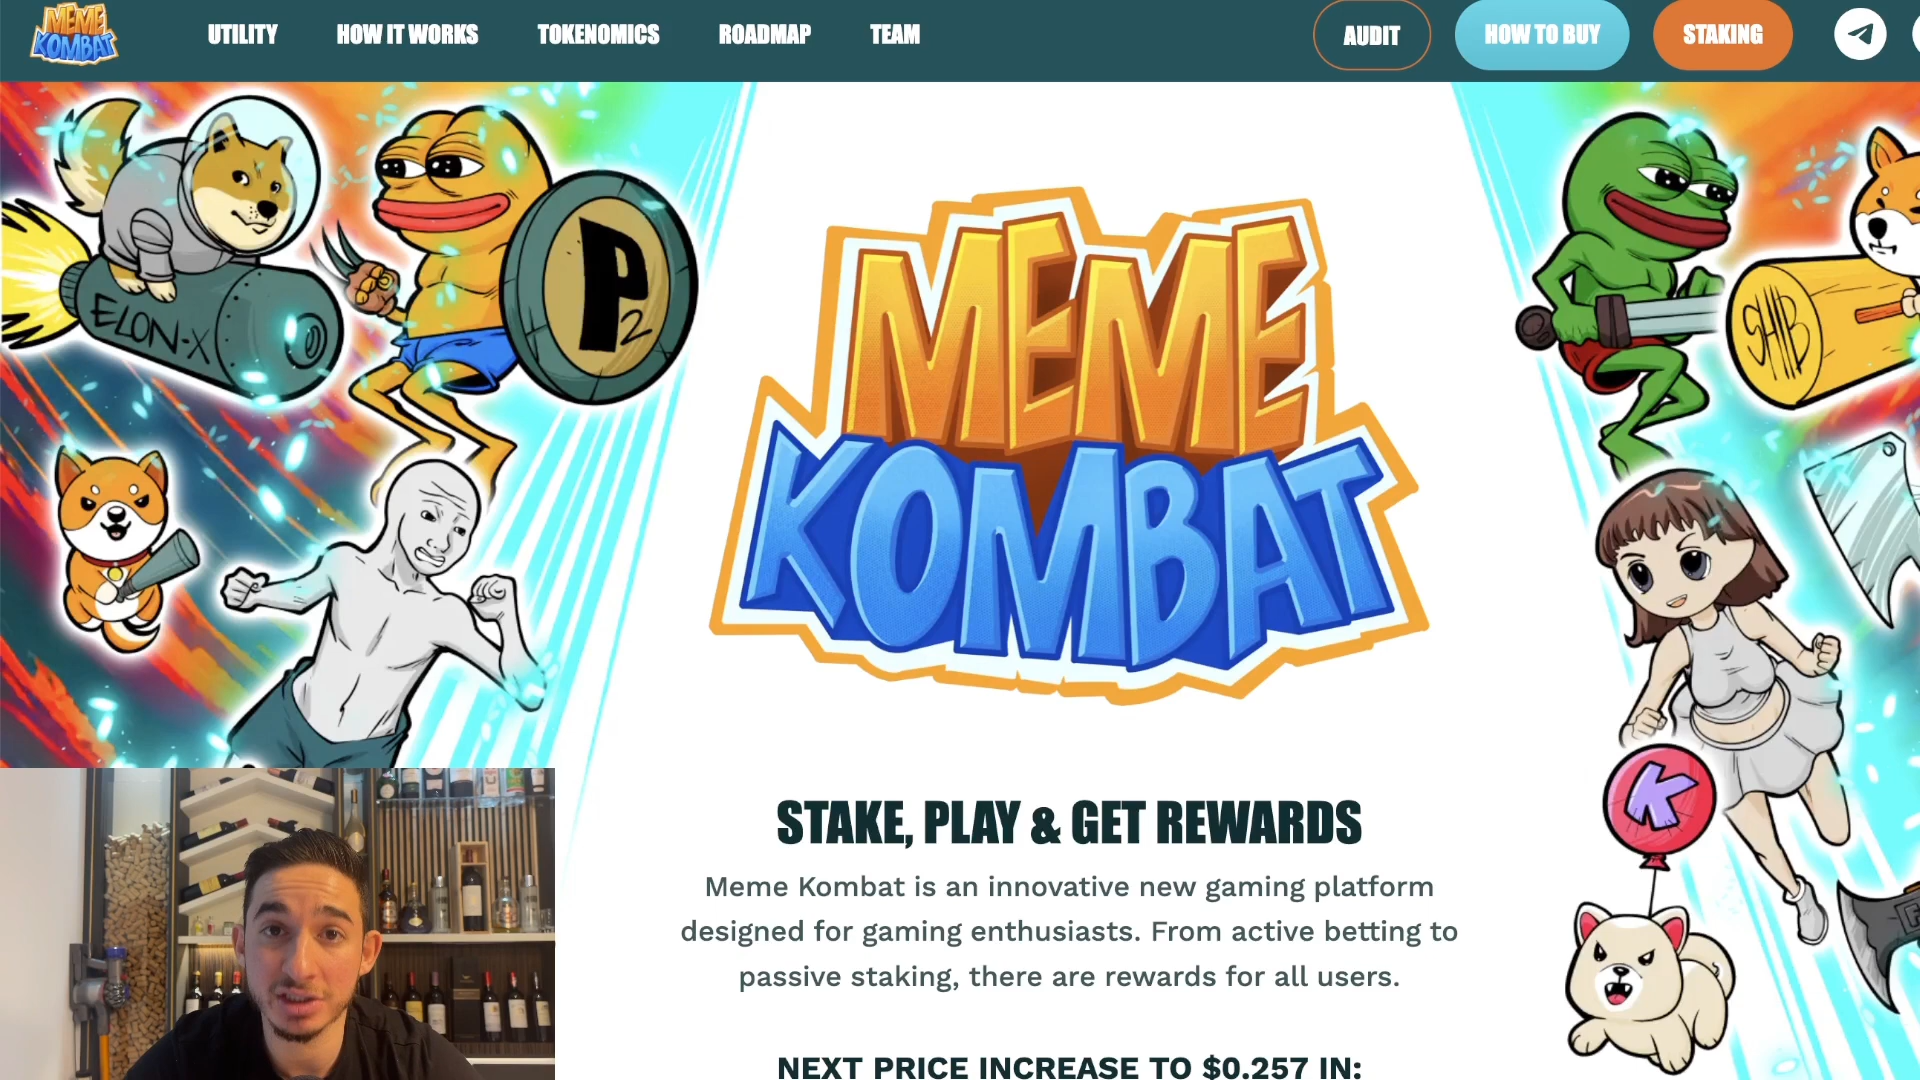 MEME
KOMBAT
UTILITY
HOW IT WORKS
TOKENOMICS
ROADMAP
TEAM
AUDIT
HOW TO BUY
STAKING
ELON-X
P
2
SHIB
MEME
KOMBAT
K
STAKE, PLAY & GET REWARDS
Meme Kombat is an innovative new gaming platform
designed for gaming enthusiasts. From active betting to
passive staking, there are rewards for all users.
NEXT PRICE INCREASE TO $0.257 IN: